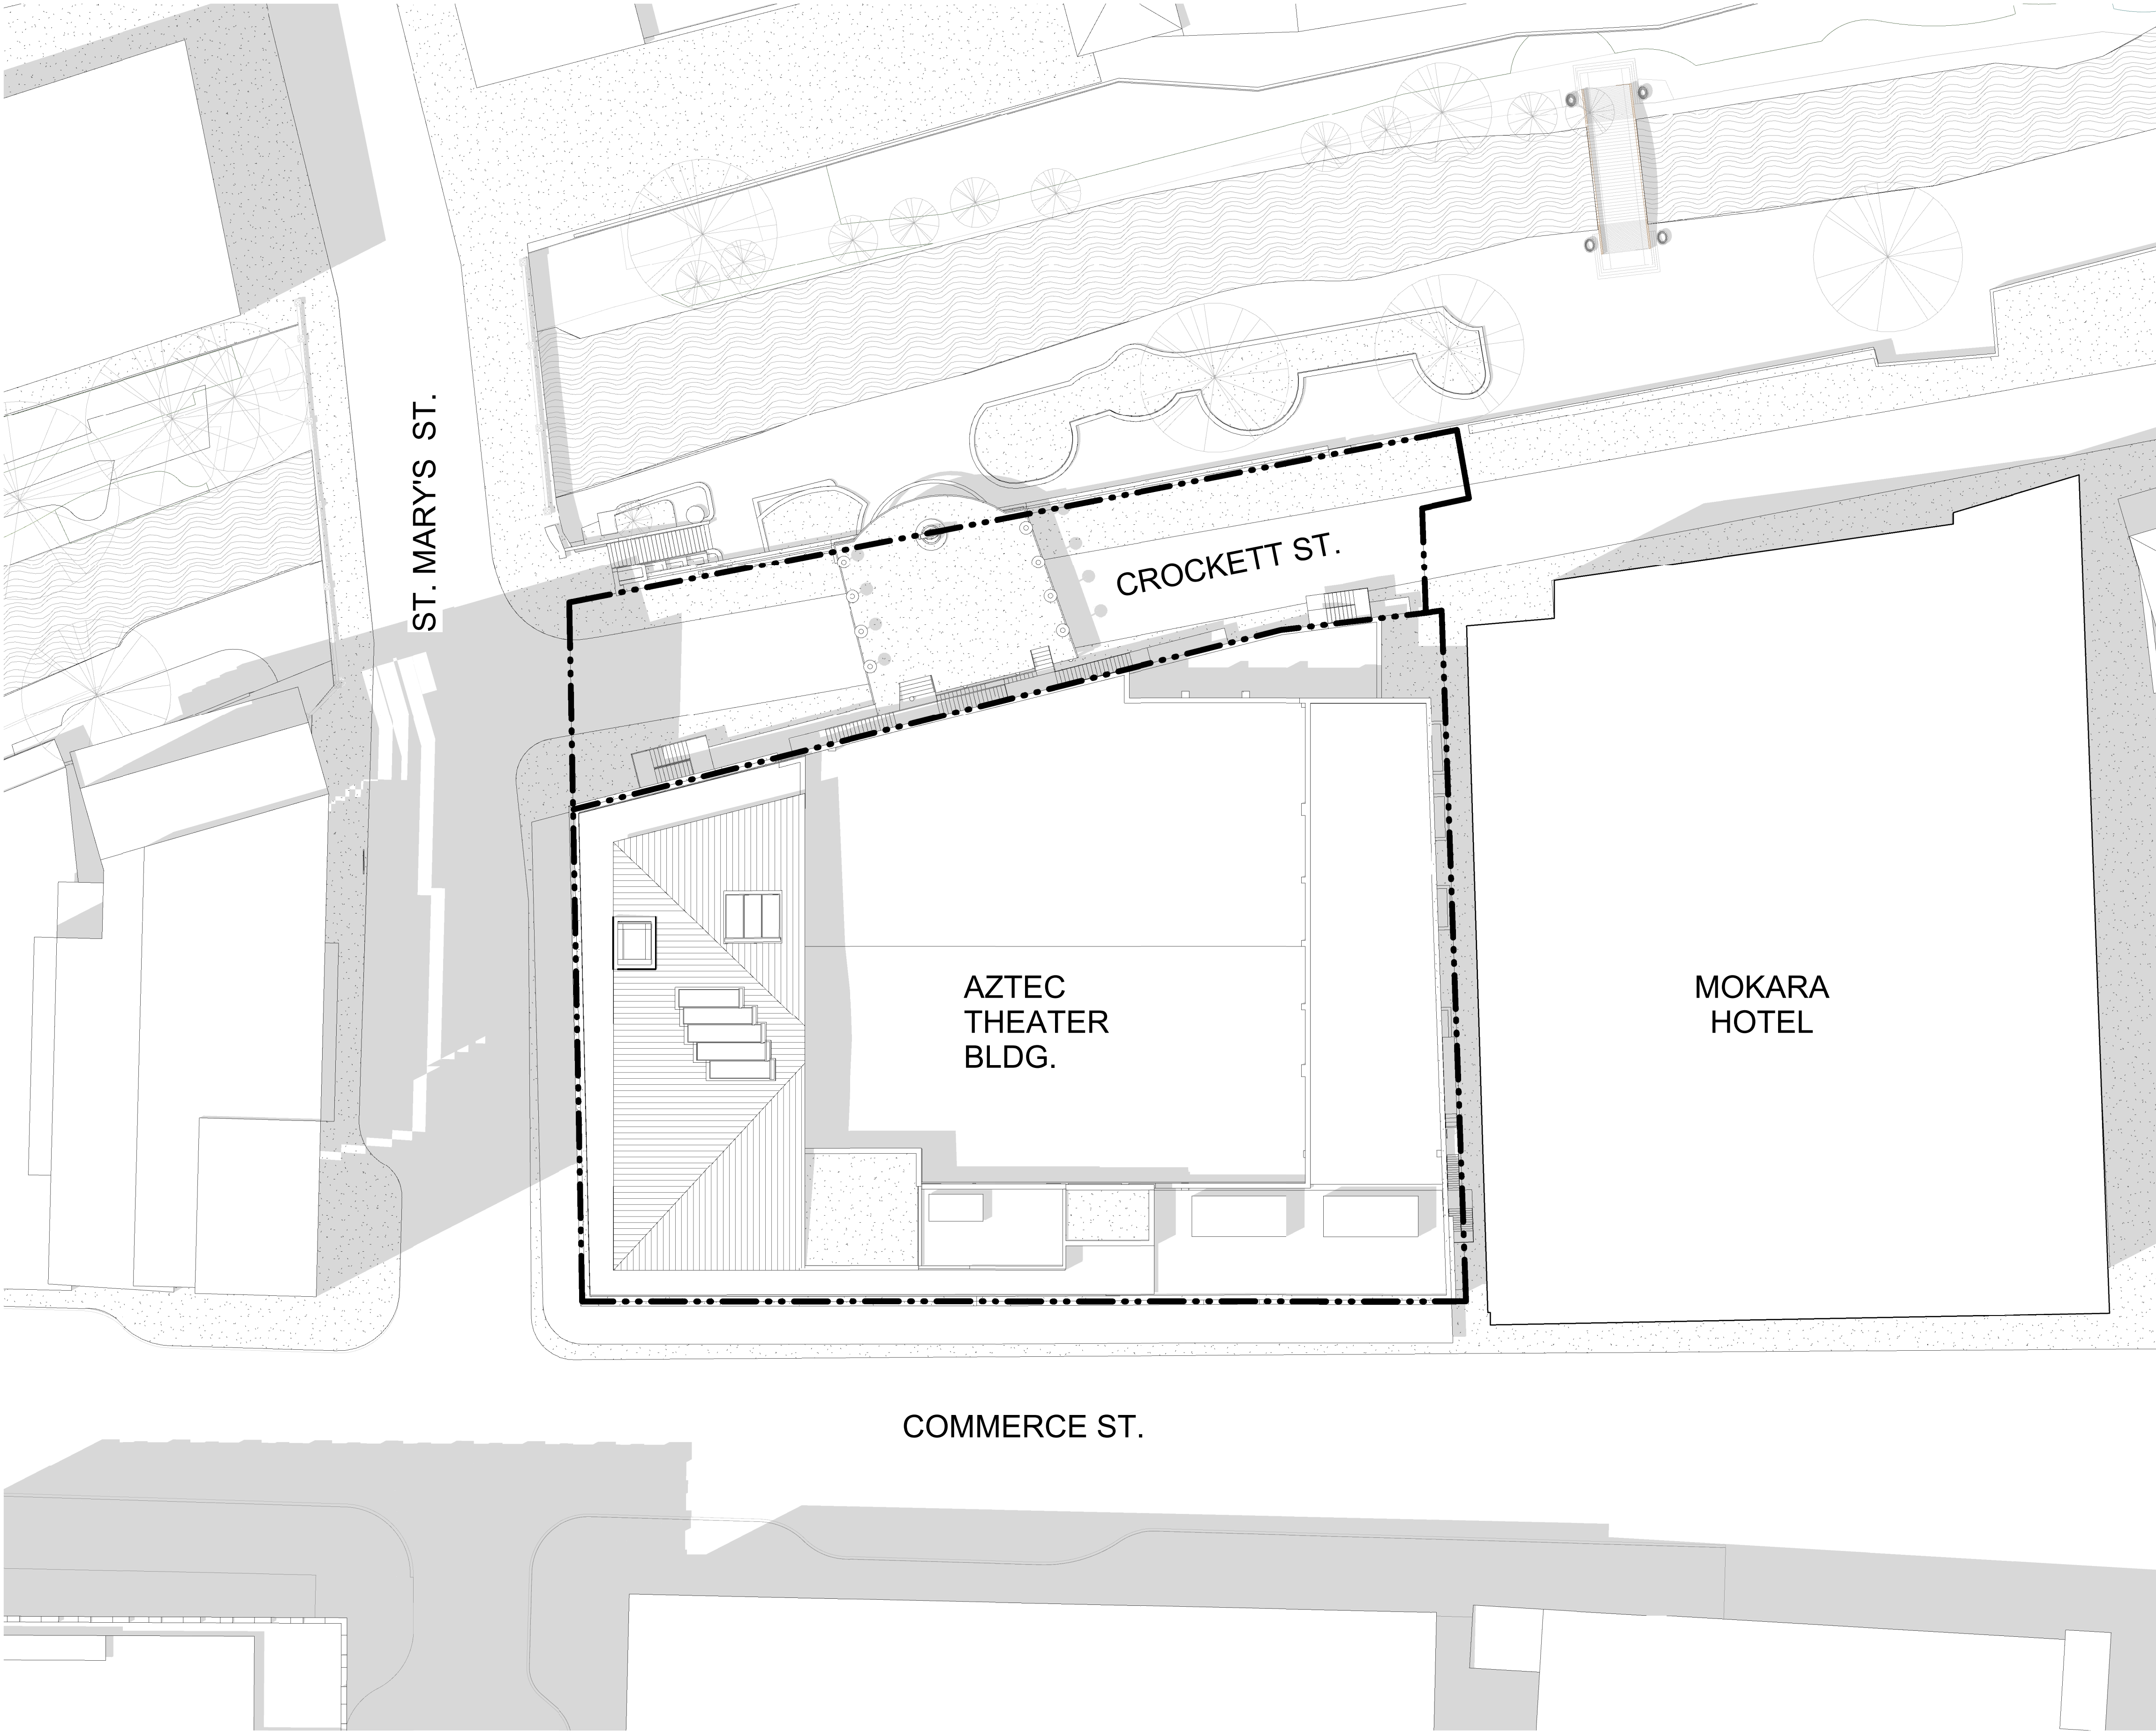 ST. MARY'S ST.
CROCKETT ST.
AZTEC
THEATER
BLDG.
MOKARA
HOTEL
COMMERCE ST.